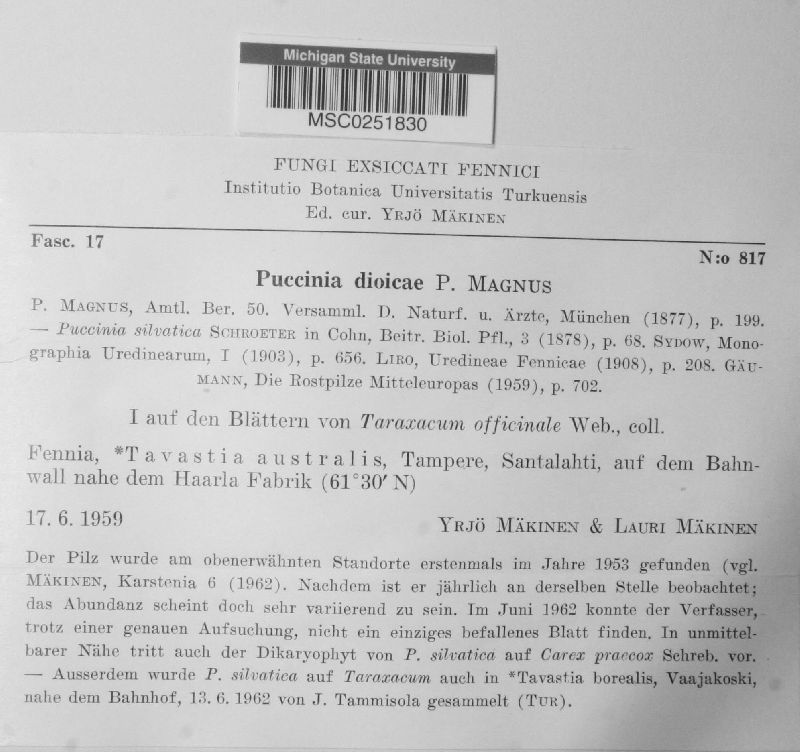 Michigan State University
MSC0251830
FUNGI EXSICCATI FENNICI
Institutio Botanica Universitatis Turkuensis
Ed. cur. YRJÖ MÄKINEN
Fasc. 17
N:o 817
Puccinia dioicae P. MAGNUS
P. MAGNUS, Amtl. Ber. 50. Versamml. D. Naturf. u. Ärzte, München (1877), p. 199.
— Puccinia silvatica SCHROETER in Cohn, Beitr. Biol. Pfl., 3 (1878), p. 68. SYDOW, Mono-
graphia Uredinearum, I (1903), p. 656. LIRO, Uredineae Fennicae (1908), p. 208. GÄU-
MANN, Die Rostpilze Mitteleuropas (1959), p. 702.
I auf den Blättern von Taraxacum officinale Web., coll.
Fennia, *Tavastia australis, Tampere, Santalahti, auf dem Bahn-
wall nahe dem Haarla Fabrik (61°30′ N)
17. 6. 1959
YRJÖ MÄKINEN & LAURI MÄKINEN
Der Pilz wurde am obenerwähnten Standorte erstenmals im Jahre 1953 gefunden (vgl.
MÄKINEN, Karstenia 6 (1962). Nachdem ist er jährlich an derselben Stelle beobachtet;
das Abundanz scheint doch sehr variierend zu sein. Im Juni 1962 konnte der Verfasser,
trotz einer genauen Aufsuchung, nicht ein einziges befallenes Blatt finden. In unmittel-
barer Nähe tritt auch der Dikaryophyt von P. silvatica auf Carex praecox Schreb. vor.
— Ausserdem wurde P. silvatica auf Taraxacum auch in *Tavastia borealis, Vaajakoski,
nahe dem Bahnhof, 13. 6. 1962 von J. Tammisola gesammelt (TUR).